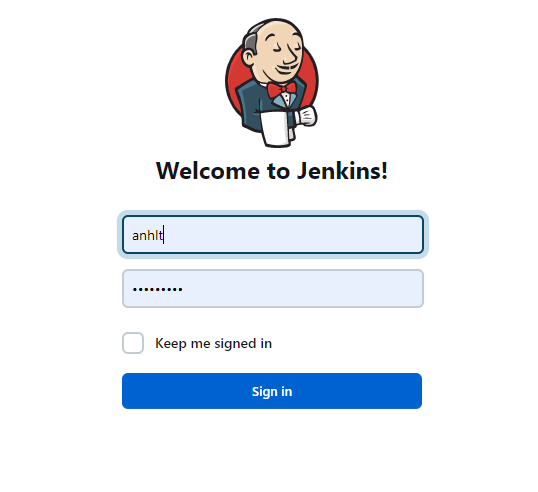 Welcome to Jenkins!
anhlt
•••••••••
Keep me signed in
Sign in